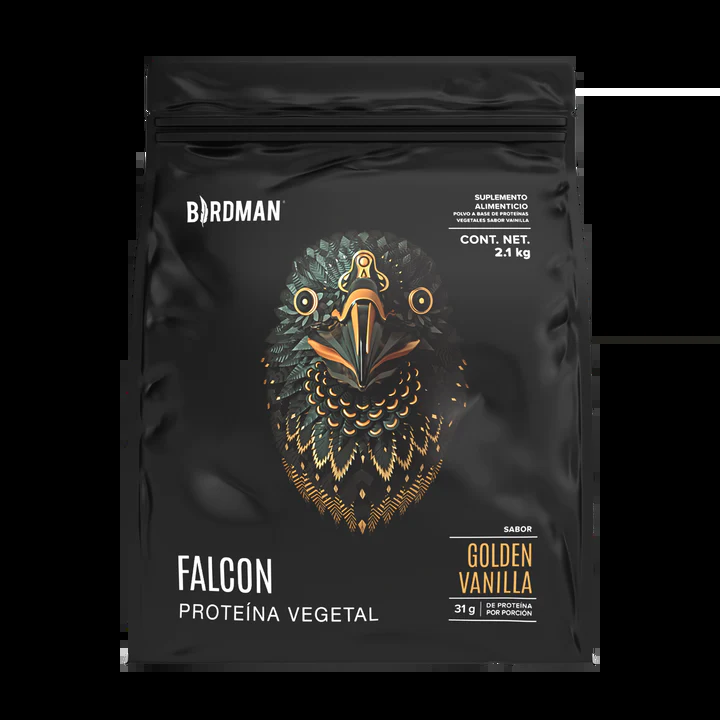 BIRDMAN
SUPLEMENTO
ALIMENTICIO
POLVO A BASE DE PROTEÍNAS
VEGETALES SABOR VAINILLA
CONT. NET.
2.1 kg
FALCON
PROTEÍNA VEGETAL
SABOR
GOLDEN
VANILLA
31 g
DE PROTEÍNA
POR PORCIÓN